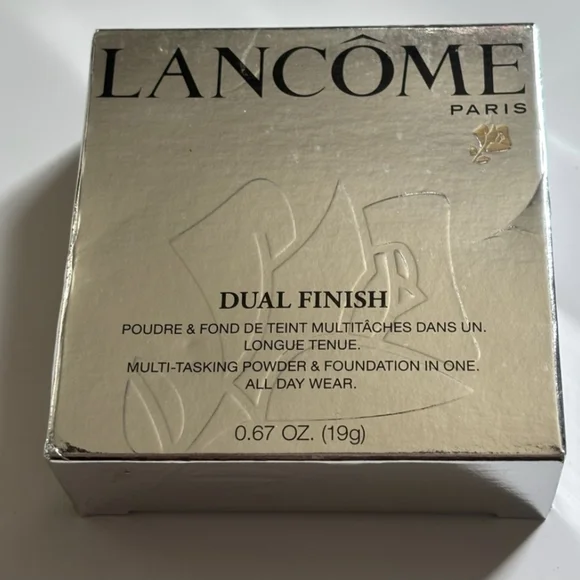 LANCÔME
PARIS
DUAL FINISH
POUDRE & FOND DE TEINT MULTITÂCHES DANS UN.
LONGUE TENUE.
MULTI-TASKING POWDER & FOUNDATION IN ONE.
ALL DAY WEAR.
0.67 OZ. (19g)